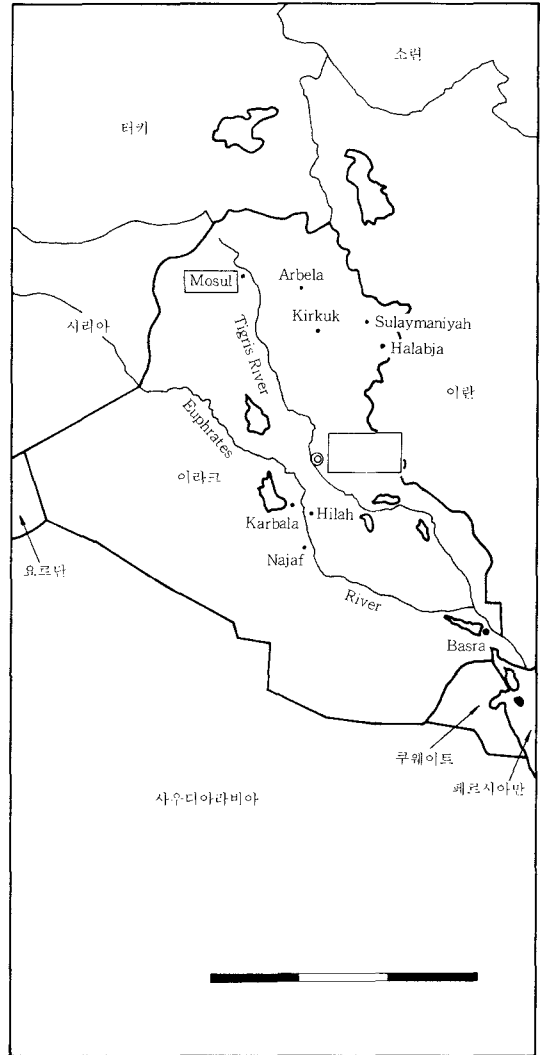 소련
터키
Mosul
Arbela
Kirkuk
Sulaymaniyah
Halabja
시리아
Tigris River
이란
Euphrates
이라크
Karbala
Hilah
Najaf
요르단
River
Basra
쿠웨이트
페르시아만
사우디아라비아